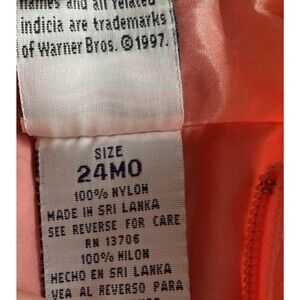 names and all related
indicia are trademarks
of Warner Bros. ©1997.
SIZE
24MO
100% NYLON
MADE IN SRI LANKA
SEE REVERSE FOR CARE
RN 13706
100% NILON
HECHO EN SRI LANKA
VEA AL REVERSO PARA